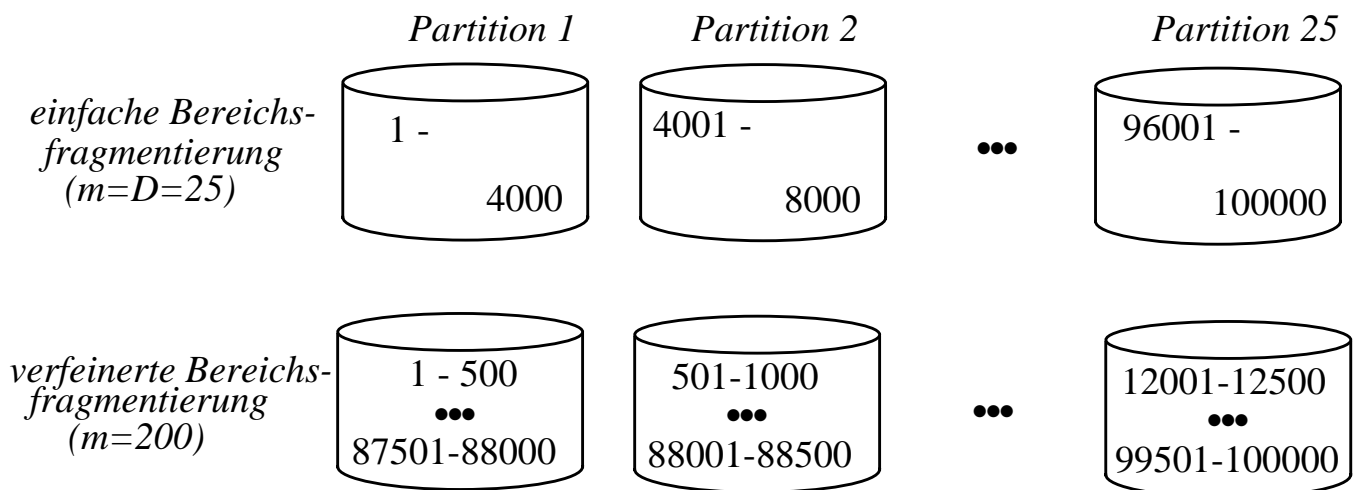 Partition 1 Partition 2 Partition 25
einfache Bereichs-
fragmentierung
(m=D=25)
1 -
4000
4001 -
8000
•••
96001 -
100000
verfeinerte Bereichs-
fragmentierung
(m=200)
1 - 500
•••
87501-88000
501-1000
•••
88001-88500
•••
12001-12500
•••
99501-100000